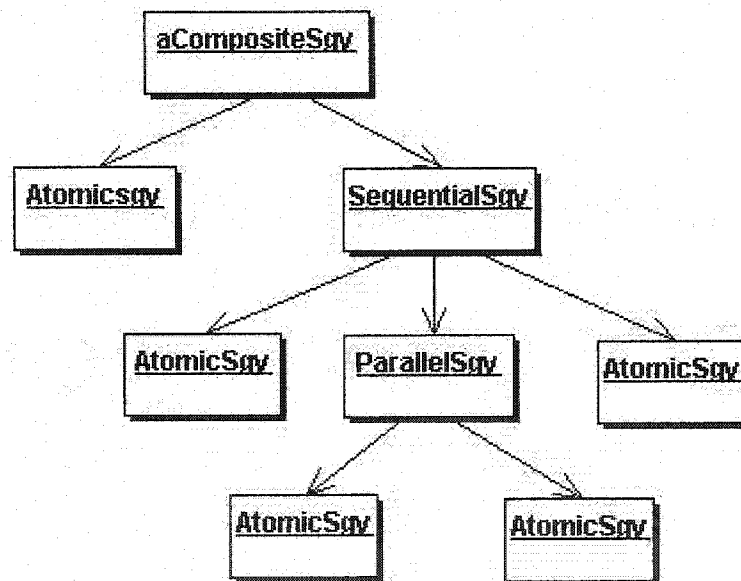 aCompositeSgv
Atomicsgv
SequentialSgv
AtomicSgv
ParallelSgv
AtomicSgv
AtomicSgv
AtomicSgv